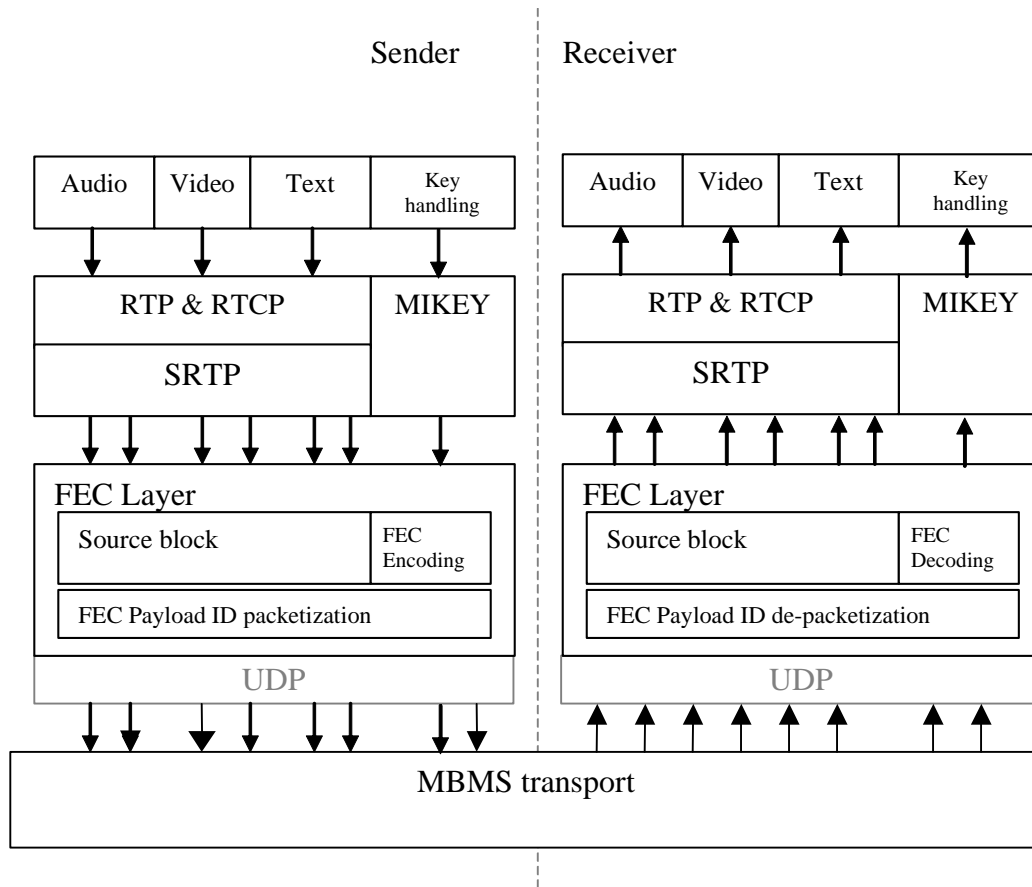 Sender
Receiver
Audio
Video
Text
Key
handling
Audio
Video
Text
Key
handling
RTP & RTCP
MIKEY
RTP & RTCP
MIKEY
SRTP
SRTP
FEC Layer
Source block
FEC
Encoding
FEC Payload ID packetization
FEC Layer
Source block
FEC
Decoding
FEC Payload ID de-packetization
UDP
UDP
MBMS transport